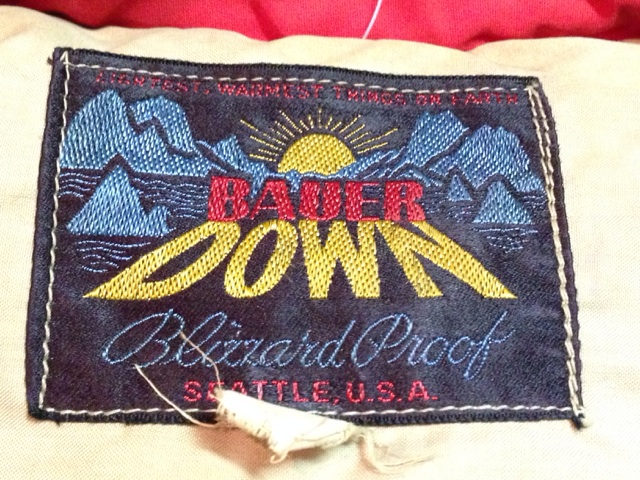 LIGHTEST, WARMEST THINGS ON EARTH
BAUER
DOWN
Blizzard Proof
SEATTLE, U.S.A.